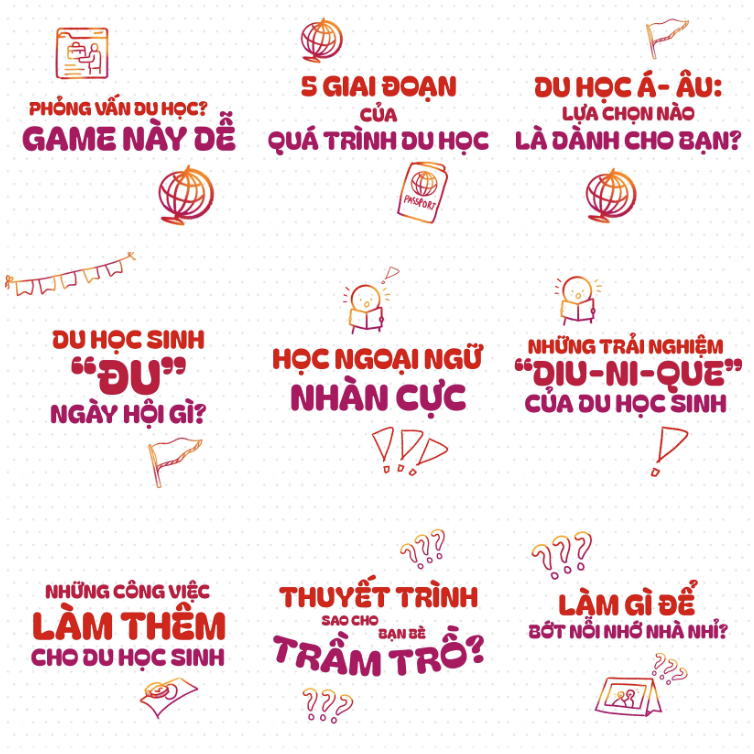 PHỎNG VẤN DU HỌC?
GAME NÀY DỄ
5 GIAI ĐOẠN
CỦA
QUÁ TRÌNH DU HỌC
PASSPORT
DU HỌC Á- ÂU:
LỰA CHỌN NÀO
LÀ DÀNH CHO BẠN?
DU HỌC SINH
“ĐU”
NGÀY HỘI GÌ?
HỌC NGOẠI NGỮ
NHÀN CỰC
NHỮNG TRẢI NGHIỆM
“DIU-NI-QUE”
CỦA DU HỌC SINH
NHỮNG CÔNG VIỆC
LÀM THÊM
CHO DU HỌC SINH
???
THUYẾT TRÌNH
SAO CHO
BẠN BÈ
TRẦM TRỒ?
???
???
LÀM GÌ ĐỂ
BỚT NỖI NHỚ NHÀ NHỈ?
???